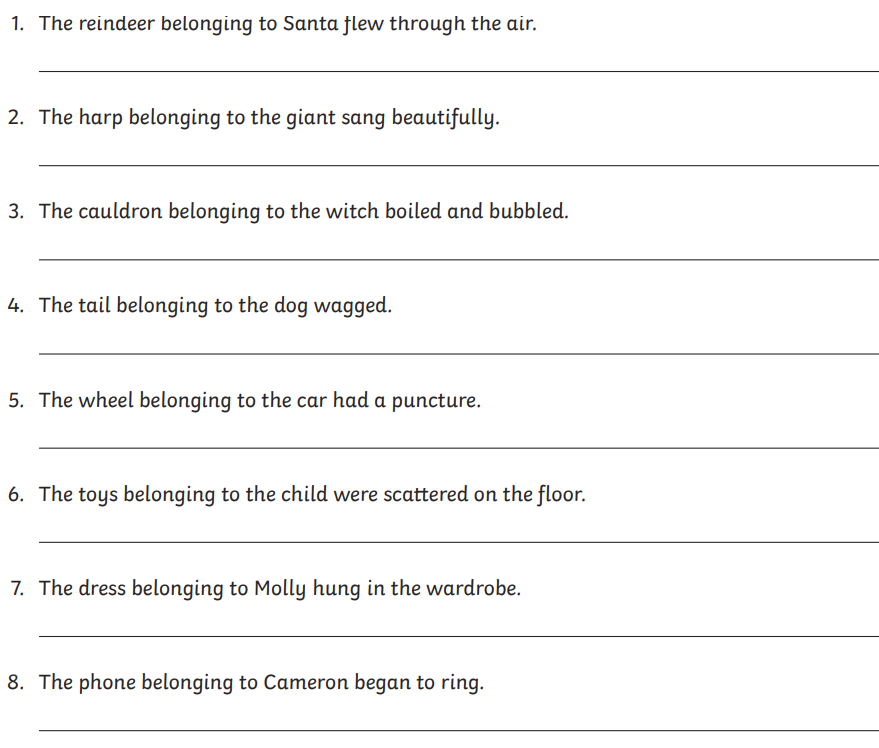 1. The reindeer belonging to Santa flew through the air.
2. The harp belonging to the giant sang beautifully.
3. The cauldron belonging to the witch boiled and bubbled.
4. The tail belonging to the dog wagged.
5. The wheel belonging to the car had a puncture.
6. The toys belonging to the child were scattered on the floor.
7. The dress belonging to Molly hung in the wardrobe.
8. The phone belonging to Cameron began to ring.